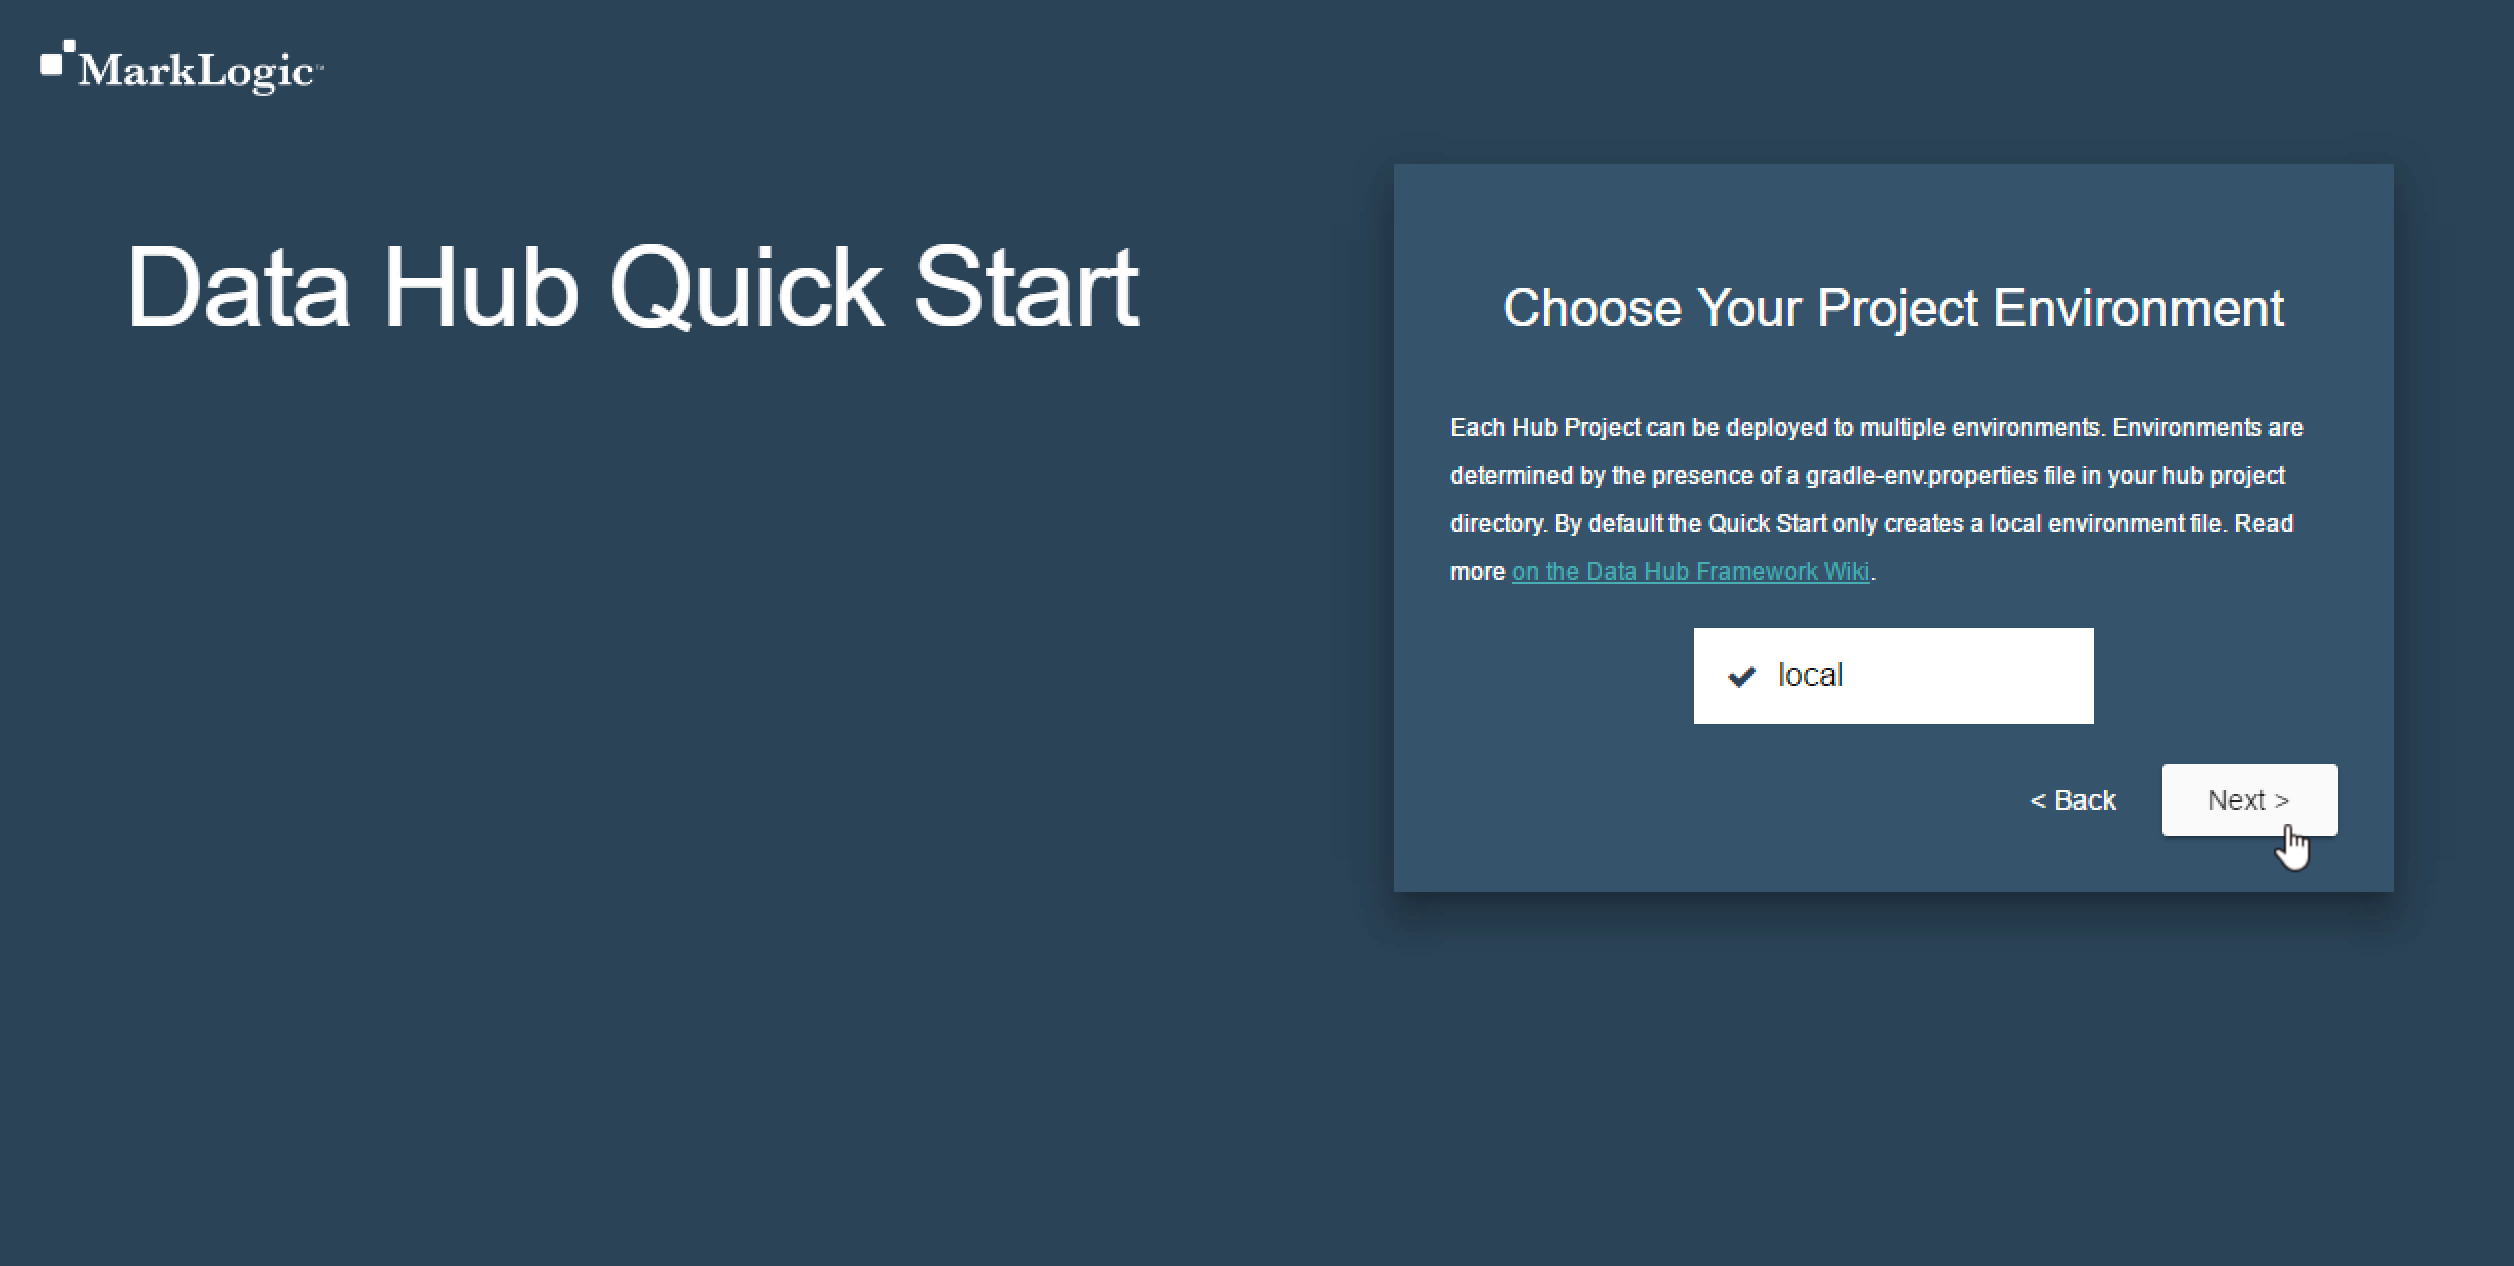 MarkLogic™
Data Hub Quick Start
Choose Your Project Environment
Each Hub Project can be deployed to multiple environments. Environments are
determined by the presence of a gradle-env.properties file in your hub project
directory. By default the Quick Start only creates a local environment file. Read
more on the Data Hub Framework Wiki.
local
< Back
Next >